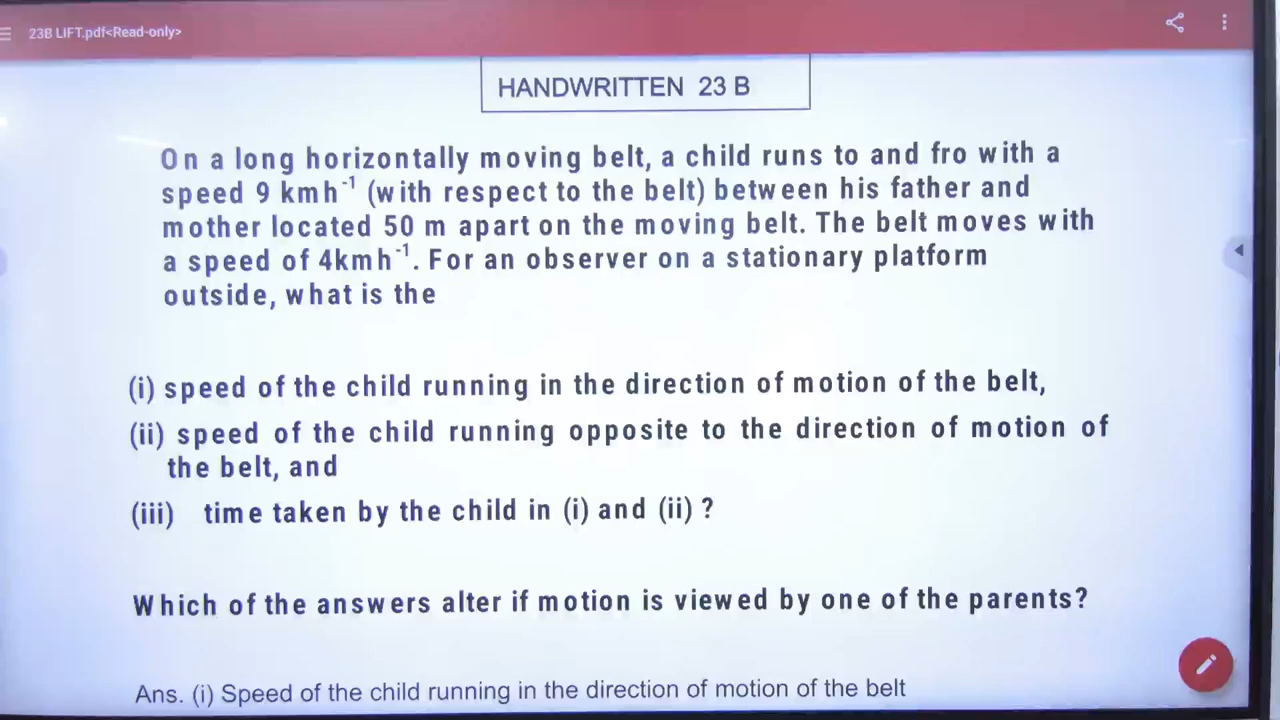 23B LIFT.pdf<Read-only>
HANDWRITTEN 23 B
On a long horizontally moving belt, a child runs to and fro with a
speed 9 kmh⁻¹ (with respect to the belt) between his father and
mother located 50 m apart on the moving belt. The belt moves with
a speed of 4kmh⁻¹. For an observer on a stationary platform
outside, what is the
(i) speed of the child running in the direction of motion of the belt,
(ii) speed of the child running opposite to the direction of motion of
the belt, and
(iii) time taken by the child in (i) and (ii) ?
Which of the answers alter if motion is viewed by one of the parents?
Ans. (i) Speed of the child running in the direction of motion of the belt